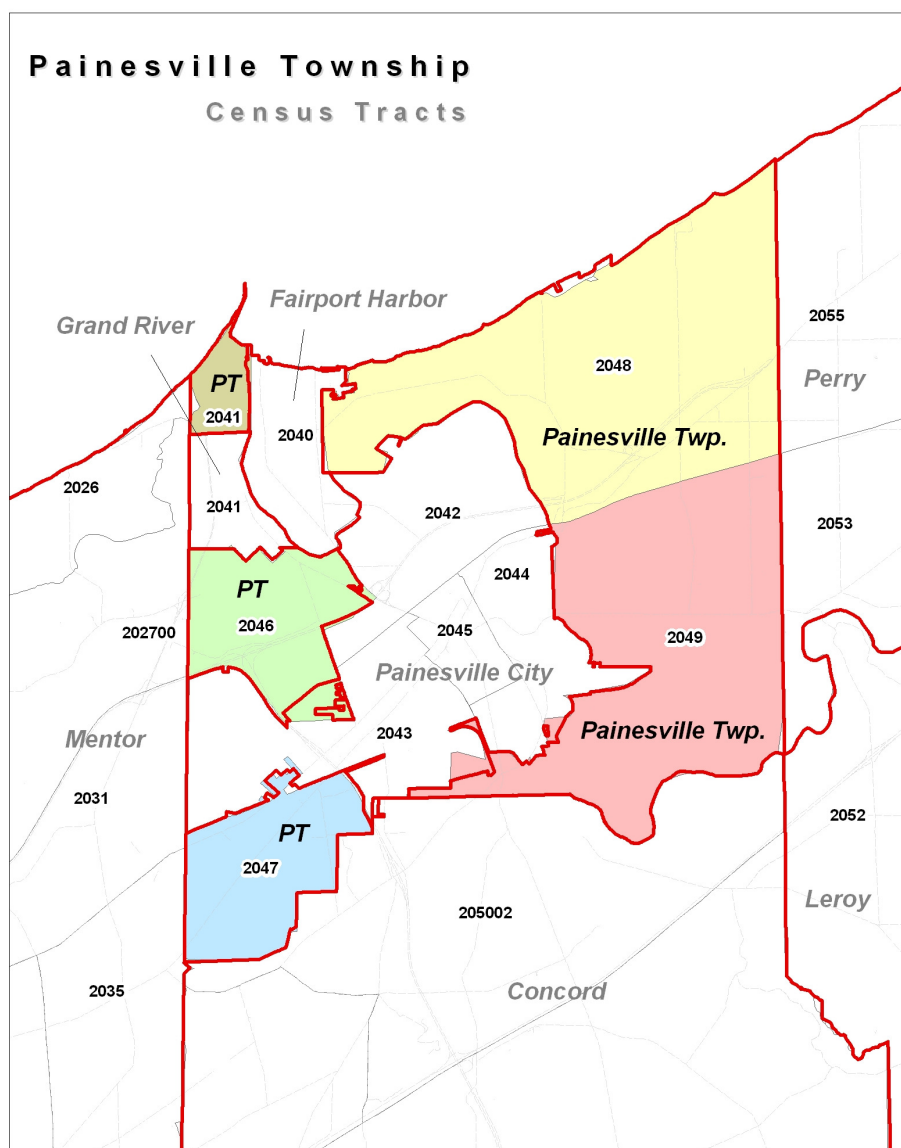 Painesville Township
Census Tracts
Fairport Harbor
Grand River
2055
2048
PT
Perry
2041
2040
Painesville Twp.
2026
2041
2042
2053
2044
PT
2046
2045
202700
2049
Painesville City
2043
Painesville Twp.
Mentor
2031
2052
PT
2047
Leroy
205002
2035
Concord